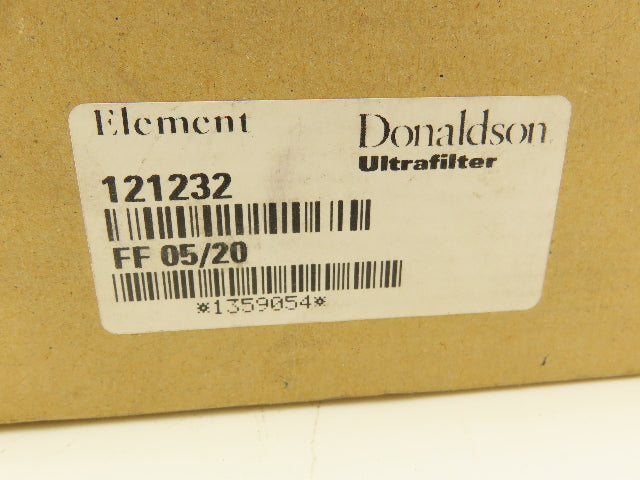 Element
Donaldson
Ultrafilter
121232
FF 05/20
*1359054*